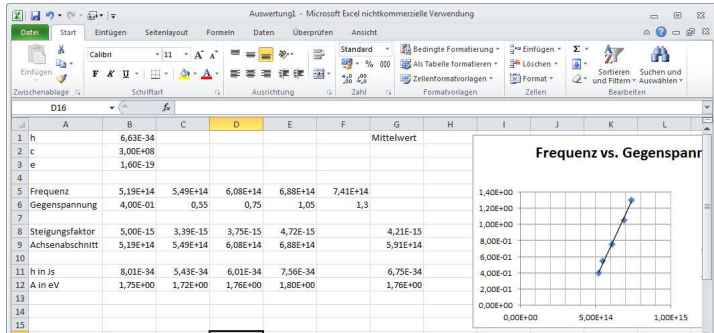 Auswertung1 - Microsoft Excel nichtkommerzielle Verwendung
Datei Start Einfügen Seitenlayout Formeln Daten Überprüfen Ansicht
Calibri 11 Standard Bedingte Formatierung Einfügen Σ
Einfügen F K U % 000 Als Tabelle formatieren Löschen Sortieren Suchen und
Zellenformatvorlagen Format und Filtern Auswählen
Zwischenablage Schriftart Ausrichtung Zahl Formatvorlagen Zellen Bearbeiten
D16 fx
A B C D E F G H I J K L
1 h 6,63E-34 Mittelwert
2 c 3,00E+08
3 e 1,60E-19
4
5 Frequenz 5,19E+14 5,49E+14 6,08E+14 6,88E+14 7,41E+14
6 Gegenspannung 4,00E-01 0,55 0,75 1,05 1,3
7
8 Steigungsfaktor 5,00E-15 3,39E-15 3,75E-15 4,72E-15 4,21E-15
9 Achsenabschnitt 5,19E+14 5,49E+14 6,08E+14 6,88E+14 5,91E+14
10
11 h in Js 8,01E-34 5,43E-34 6,01E-34 7,56E-34 6,75E-34
12 A in eV 1,75E+00 1,72E+00 1,76E+00 1,80E+00 1,76E+00
13
14
15
Frequenz vs. Gegenspann
1,40E+00
1,20E+00
1,00E+00
8,00E-01
6,00E-01
4,00E-01
2,00E-01
0,00E+00
0,00E+00 5,00E+14 1,00E+15